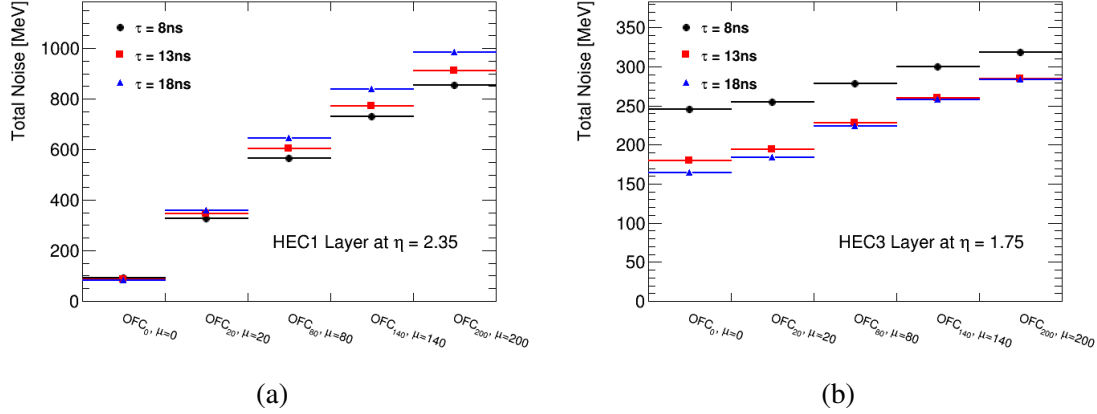 Total Noise [MeV]
1000
800
600
400
200
0
τ = 8ns
τ = 13ns
τ = 18ns
HEC1 Layer at η = 2.35
OFC₀, μ=0
OFC₂₀, μ=20
OFC₈₀, μ=80
OFC₁₄₀, μ=140
OFC₂₀₀, μ=200
(a)
Total Noise [MeV]
350
300
250
200
150
100
50
0
τ = 8ns
τ = 13ns
τ = 18ns
HEC3 Layer at η = 1.75
OFC₀, μ=0
OFC₂₀, μ=20
OFC₈₀, μ=80
OFC₁₄₀, μ=140
OFC₂₀₀, μ=200
(b)